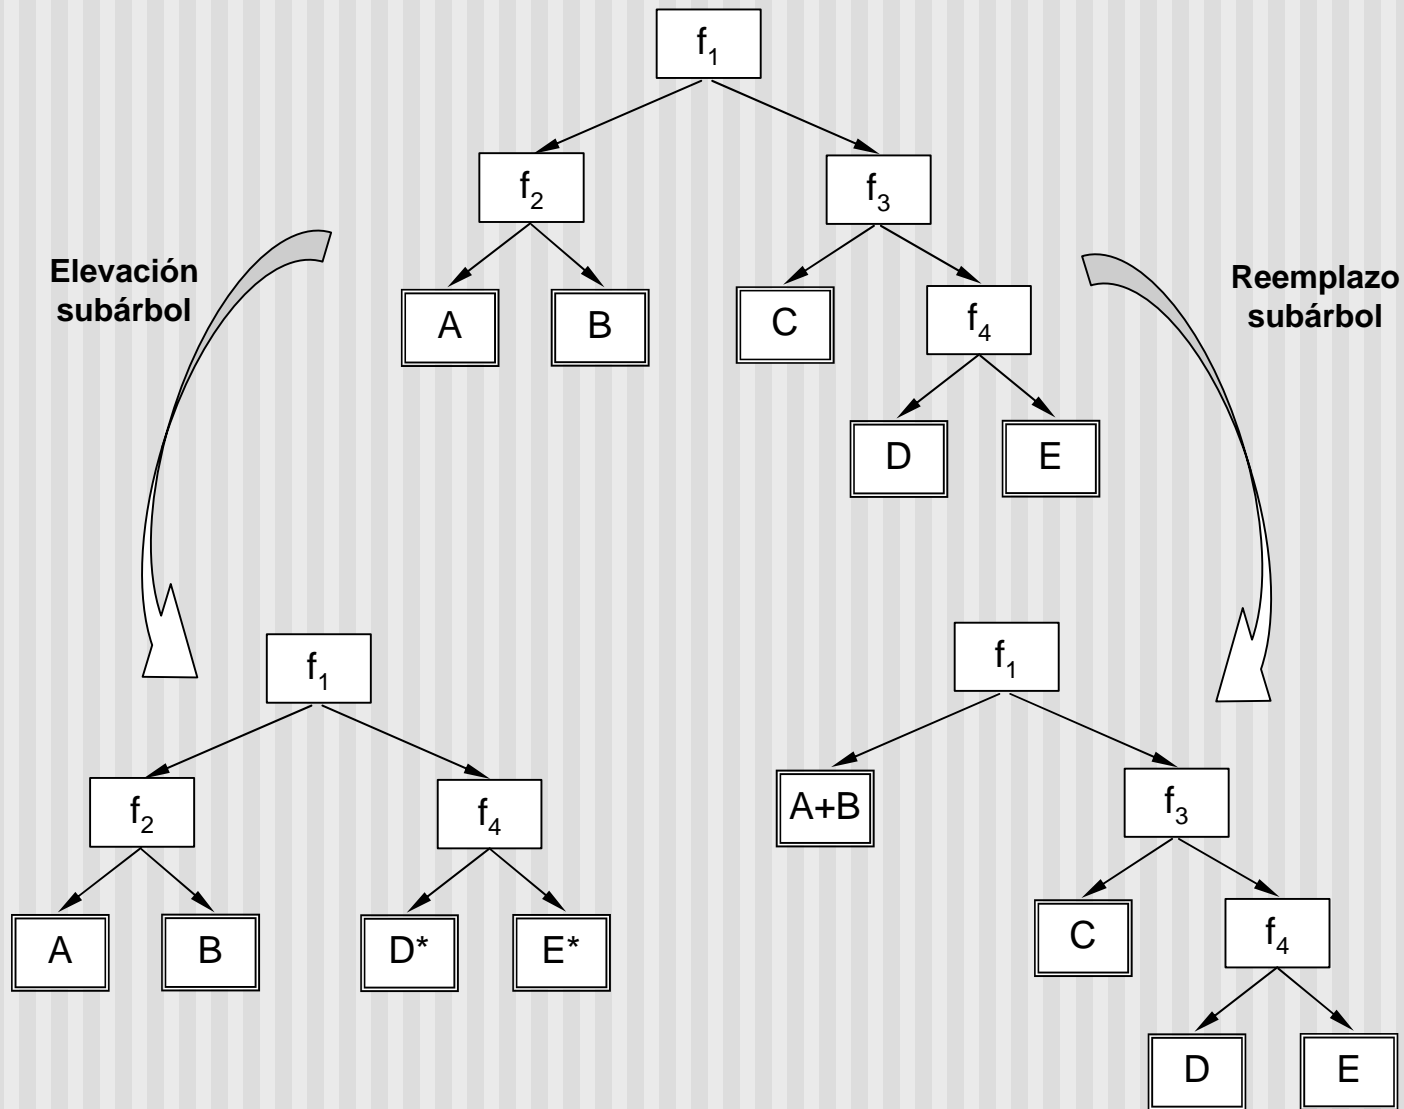 f1
f2
f3
Elevación
subárbol
Reemplazo
subárbol
A
B
C
f4
D
E
f1
f2
f4
A
B
D*
E*
f1
A+B
f3
C
f4
D
E